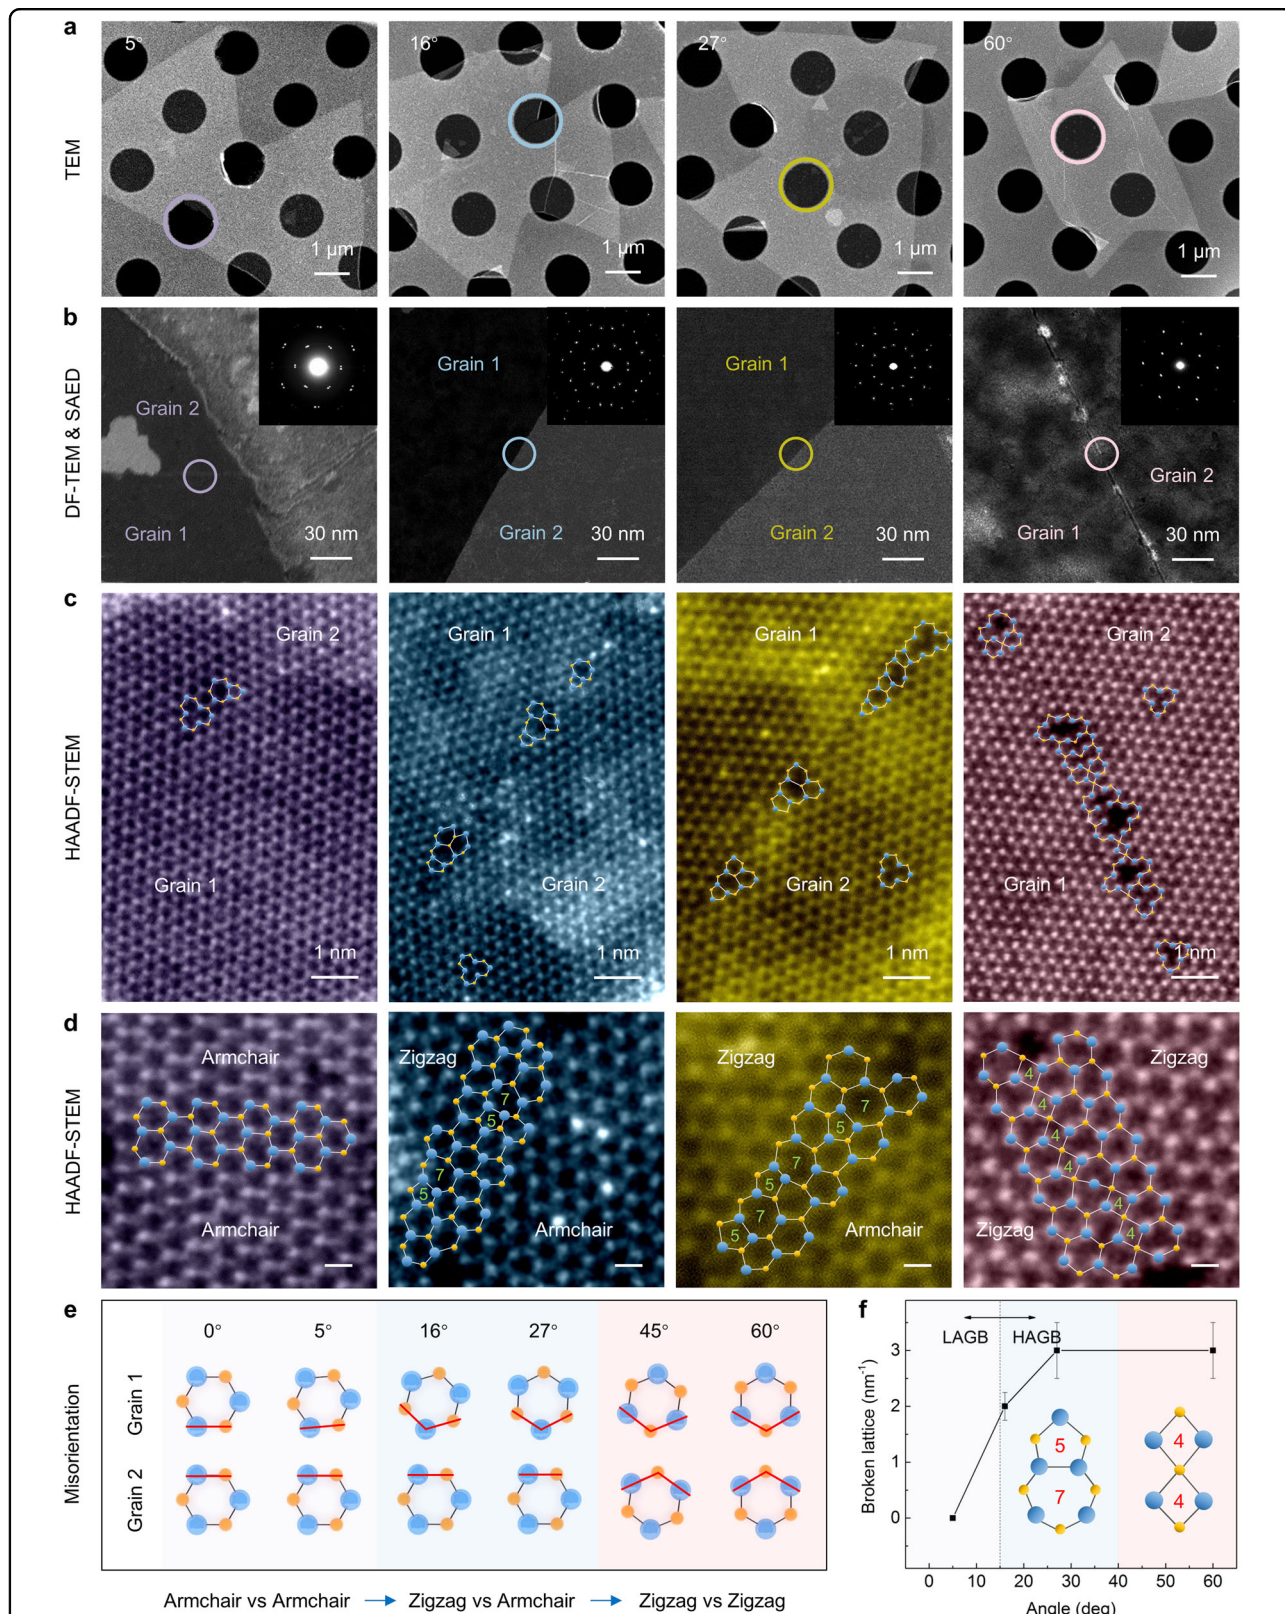 a
5°
16°
27°
60°
TEM
1 μm
1 μm
1 μm
1 μm
b
DF-TEM & SAED
Grain 2
Grain 1
30 nm
Grain 1
Grain 2
30 nm
Grain 1
Grain 2
30 nm
Grain 2
Grain 1
30 nm
c
HAADF-STEM
Grain 2
Grain 1
1 nm
Grain 1
Grain 2
1 nm
Grain 1
Grain 2
Grain 2
Grain 1
1 nm
d
HAADF-STEM
Armchair
Armchair
Zigzag
7
5
7
5
Armchair
7
5
7
5
7
5
Armchair
Zigzag
4
4
4
4
4
4
Zigzag
e
Misorientation
0° 5° 16° 27° 45° 60°
Grain 1
Grain 2
Armchair vs Armchair → Zigzag vs Armchair → Zigzag vs Zigzag
f
LAGB HAGB
Broken lattice (nm⁻¹)
3
2
1
0
5
7
4
4
0 10 20 30 40 50 60
Angle (deg)